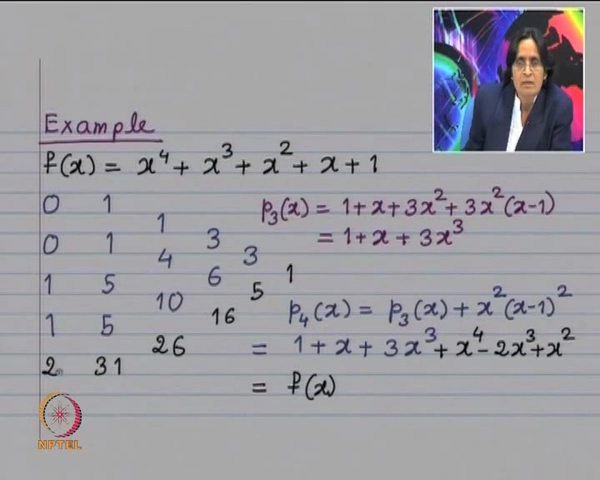 Example
f(x) = x⁴ + x³ + x² + x + 1
0 1
1
p₃(x) = 1 + x + 3x² + 3x²(x-1)
0 1 3
= 1 + x + 3x³
4 3
1 5 6 1
10 5
p₄(x) = p₃(x) + x²(x-1)²
1 5 16
26
= 1 + x + 3x³ + x⁴ - 2x³ + x²
2 31
= f(x)
NPTEL